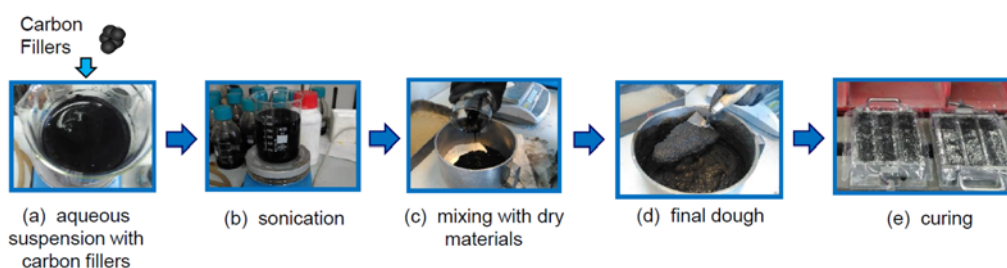 Carbon
Fillers
(a) aqueous
suspension with
carbon fillers
(b) sonication
(c) mixing with dry
materials
(d) final dough
(e) curing